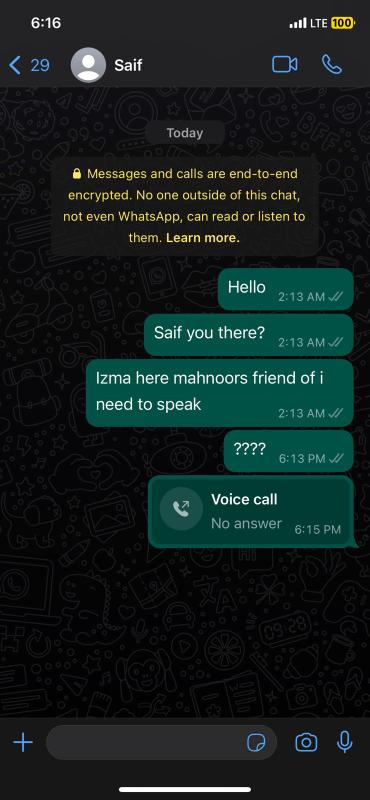 6:16
LTE
100
29
Saif
Today
Messages and calls are end-to-end
encrypted. No one outside of this chat,
not even WhatsApp, can read or listen to
them. Learn more.
Hello
2:13 AM
Saif you there?
2:13 AM
Izma here mahnoors friend of i
need to speak
2:13 AM
????
6:13 PM
Voice call
No answer
6:15 PM